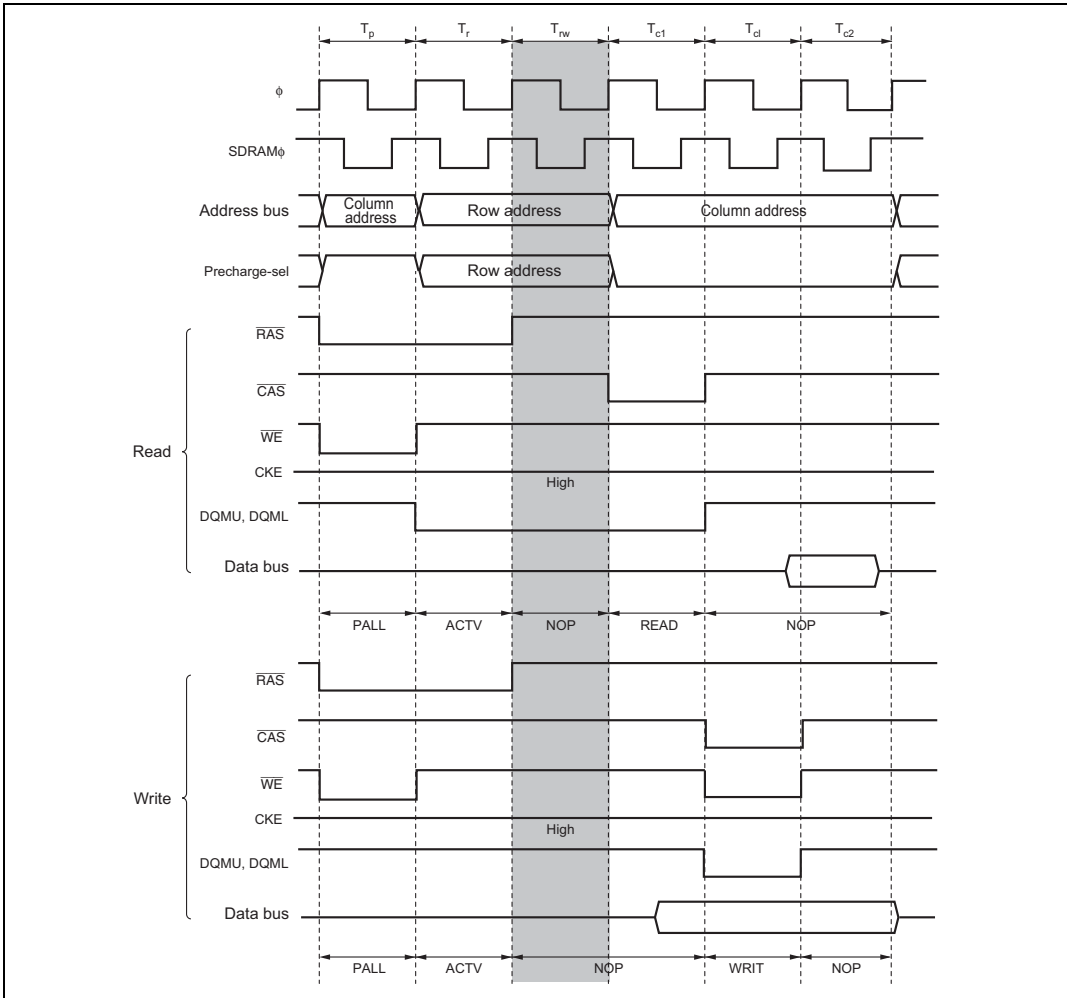 Tp Tr Trw Tc1 Tcl Tc2
ϕ
SDRAMϕ
Address bus Column address Row address Column address
Precharge-sel Row address
Read
RAS
CAS
WE
CKE High
DQMU, DQML
Data bus
PALL ACTV NOP READ NOP
Write
RAS
CAS
WE
CKE High
DQMU, DQML
Data bus
PALL ACTV NOP WRIT NOP